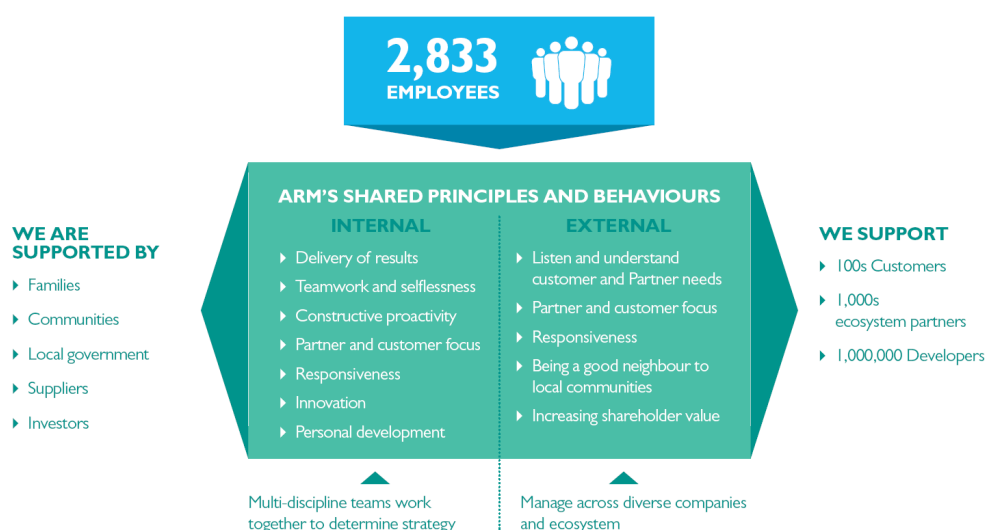 2,833
EMPLOYEES
ARM'S SHARED PRINCIPLES AND BEHAVIOURS
WE ARE
SUPPORTED BY
Families
Communities
Local government
Suppliers
Investors
INTERNAL
Delivery of results
Teamwork and selflessness
Constructive proactivity
Partner and customer focus
Responsiveness
Innovation
Personal development
EXTERNAL
Listen and understand
customer and Partner needs
Partner and customer focus
Responsiveness
Being a good neighbour to
local communities
Increasing shareholder value
WE SUPPORT
100s Customers
1,000s
ecosystem partners
1,000,000 Developers
Multi-discipline teams work
together to determine strategy
Manage across diverse companies
and ecosystem